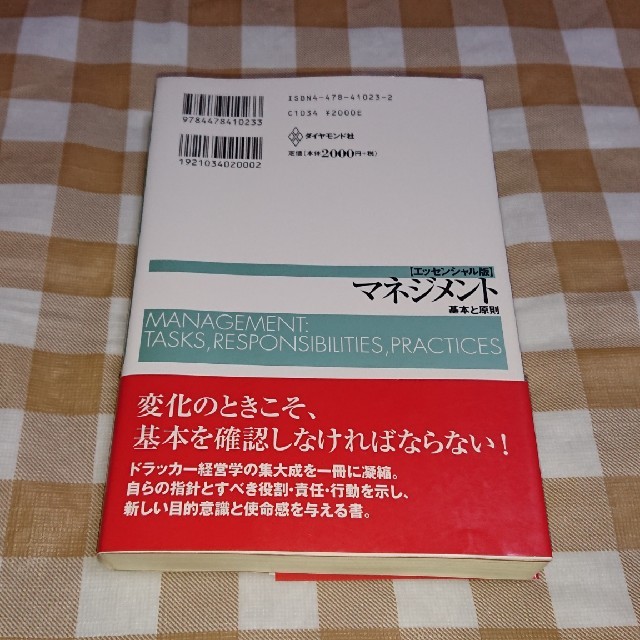 9784478410233
1921034020002
ISBN4-478-41023-2
C1034 ¥2000E
ダイヤモンド社
定価(本体2000円+税)
【エッセンシャル版】
マネジメント
基本と原則
MANAGEMENT:
TASKS,RESPONSIBILITIES,PRACTICES
変化のときこそ、
基本を確認しなければならない!
ドラッカー経営学の集大成を一冊に凝縮。
自らの指針とすべき役割・責任・行動を示し、
新しい目的意識と使命感を与える書。